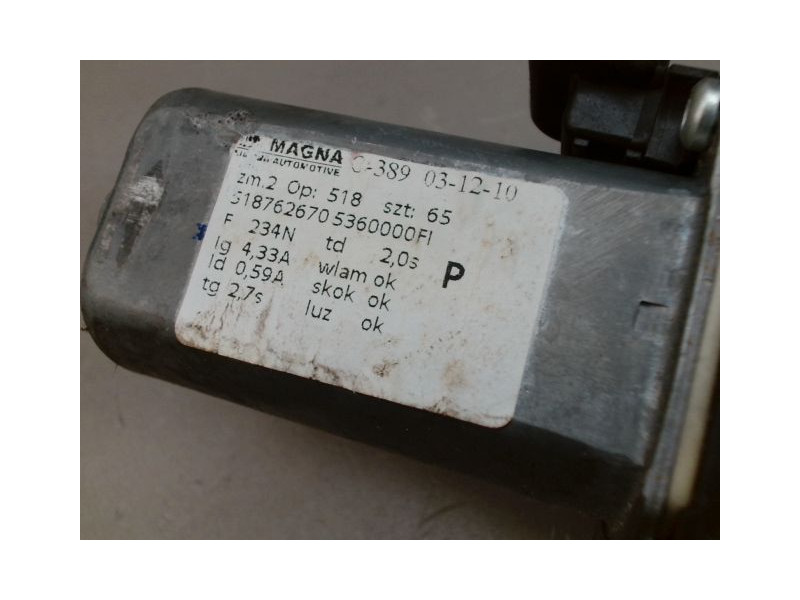 MAGNA C-389 03-12-10
AUTOMOTIVE
zm.2 Op: 518 szt: 65
518762670 5360000FI
F 234N td 2,0s
Ig 4,33A wlam ok
Id 0,59A skok ok
tg 2,7s luz ok
P